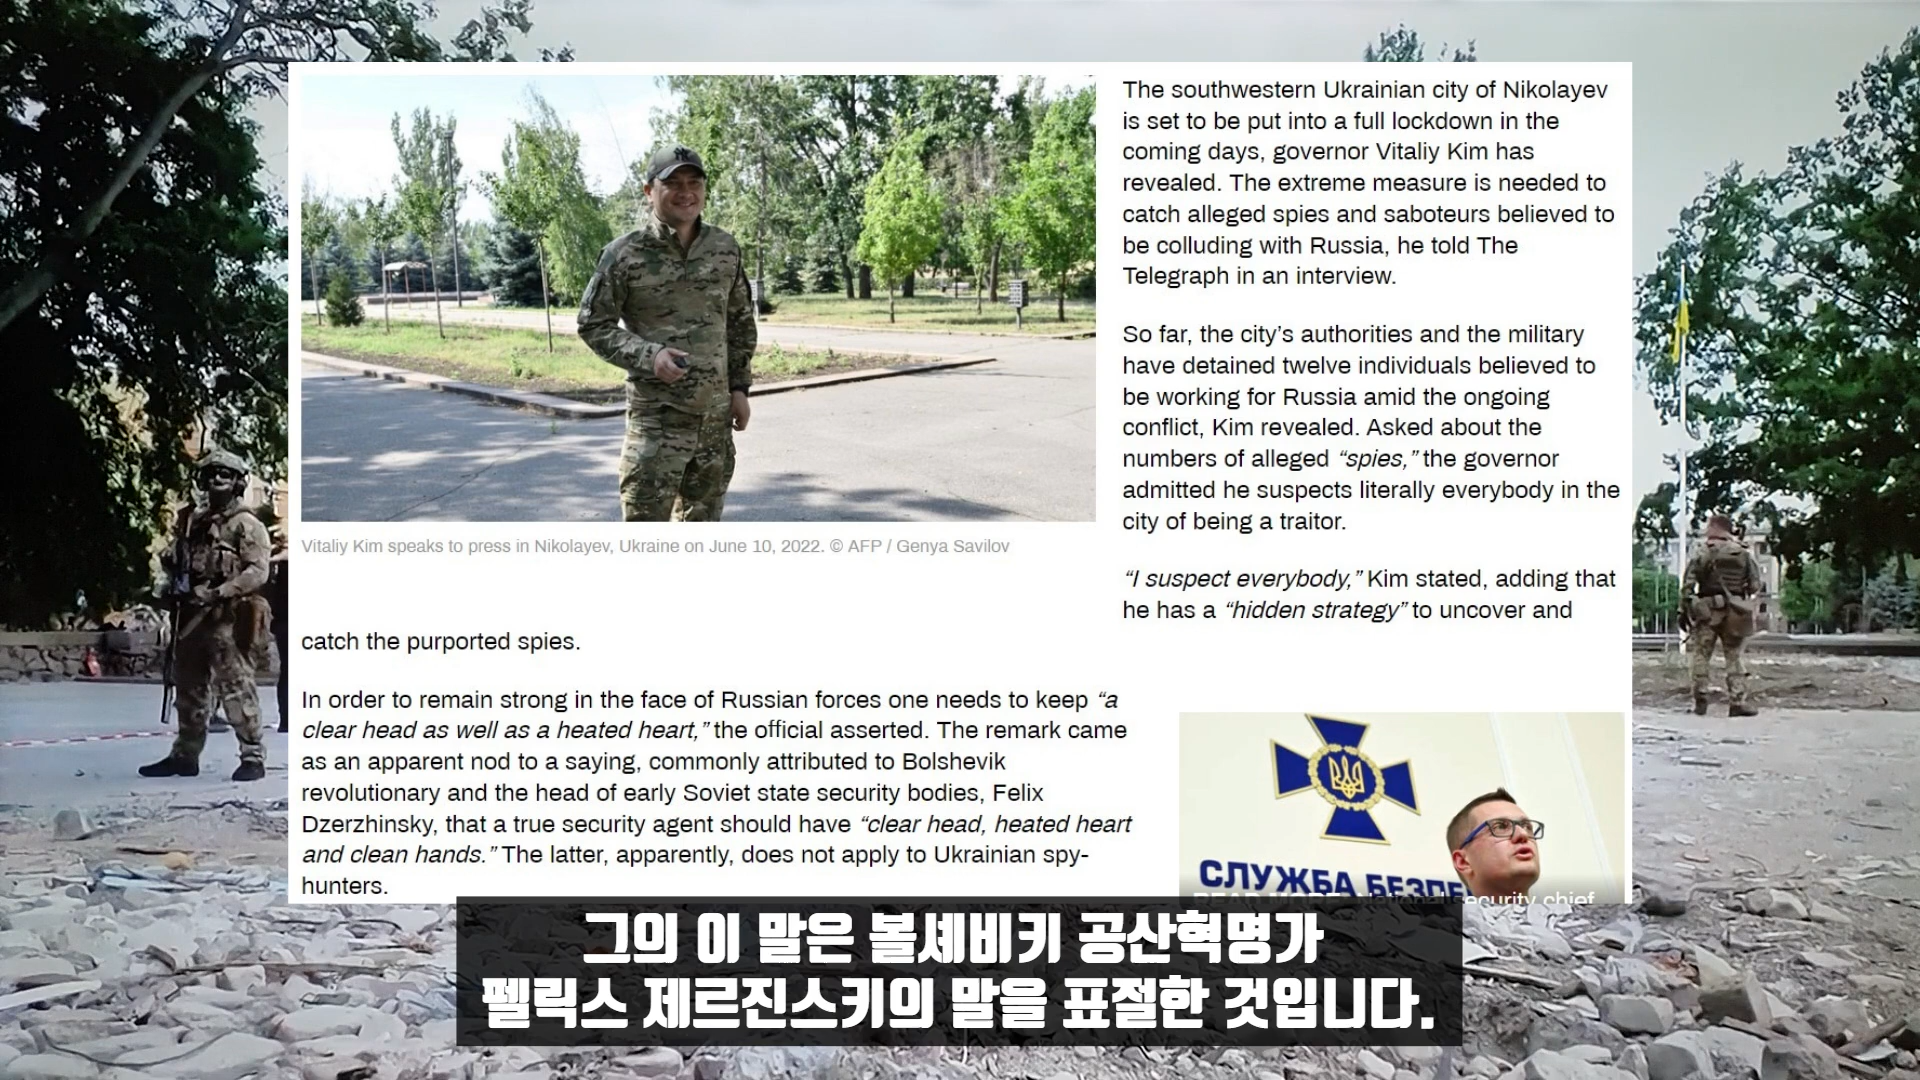 The southwestern Ukrainian city of Nikolayev
is set to be put into a full lockdown in the
coming days, governor Vitaliy Kim has
revealed. The extreme measure is needed to
catch alleged spies and saboteurs believed to
be colluding with Russia, he told The
Telegraph in an interview.
So far, the city’s authorities and the military
have detained twelve individuals believed to
be working for Russia amid the ongoing
conflict, Kim revealed. Asked about the
numbers of alleged “spies,” the governor
admitted he suspects literally everybody in the
city of being a traitor.
Vitaliy Kim speaks to press in Nikolayev, Ukraine on June 10, 2022. © AFP / Genya Savilov
“I suspect everybody,” Kim stated, adding that
he has a “hidden strategy” to uncover and
catch the purported spies.
In order to remain strong in the face of Russian forces one needs to keep “a
clear head as well as a heated heart,” the official asserted. The remark came
as an apparent nod to a saying, commonly attributed to Bolshevik
revolutionary and the head of early Soviet state security bodies, Felix
Dzerzhinsky, that a true security agent should have “clear head, heated heart
and clean hands.” The latter, apparently, does not apply to Ukrainian spy-
hunters.
СЛУЖБА БЕЗПЕ
READ MORE: National security chief
그의 이 말은 볼셰비키 공산혁명가
펠릭스 제르진스키의 말을 표절한 것입니다.